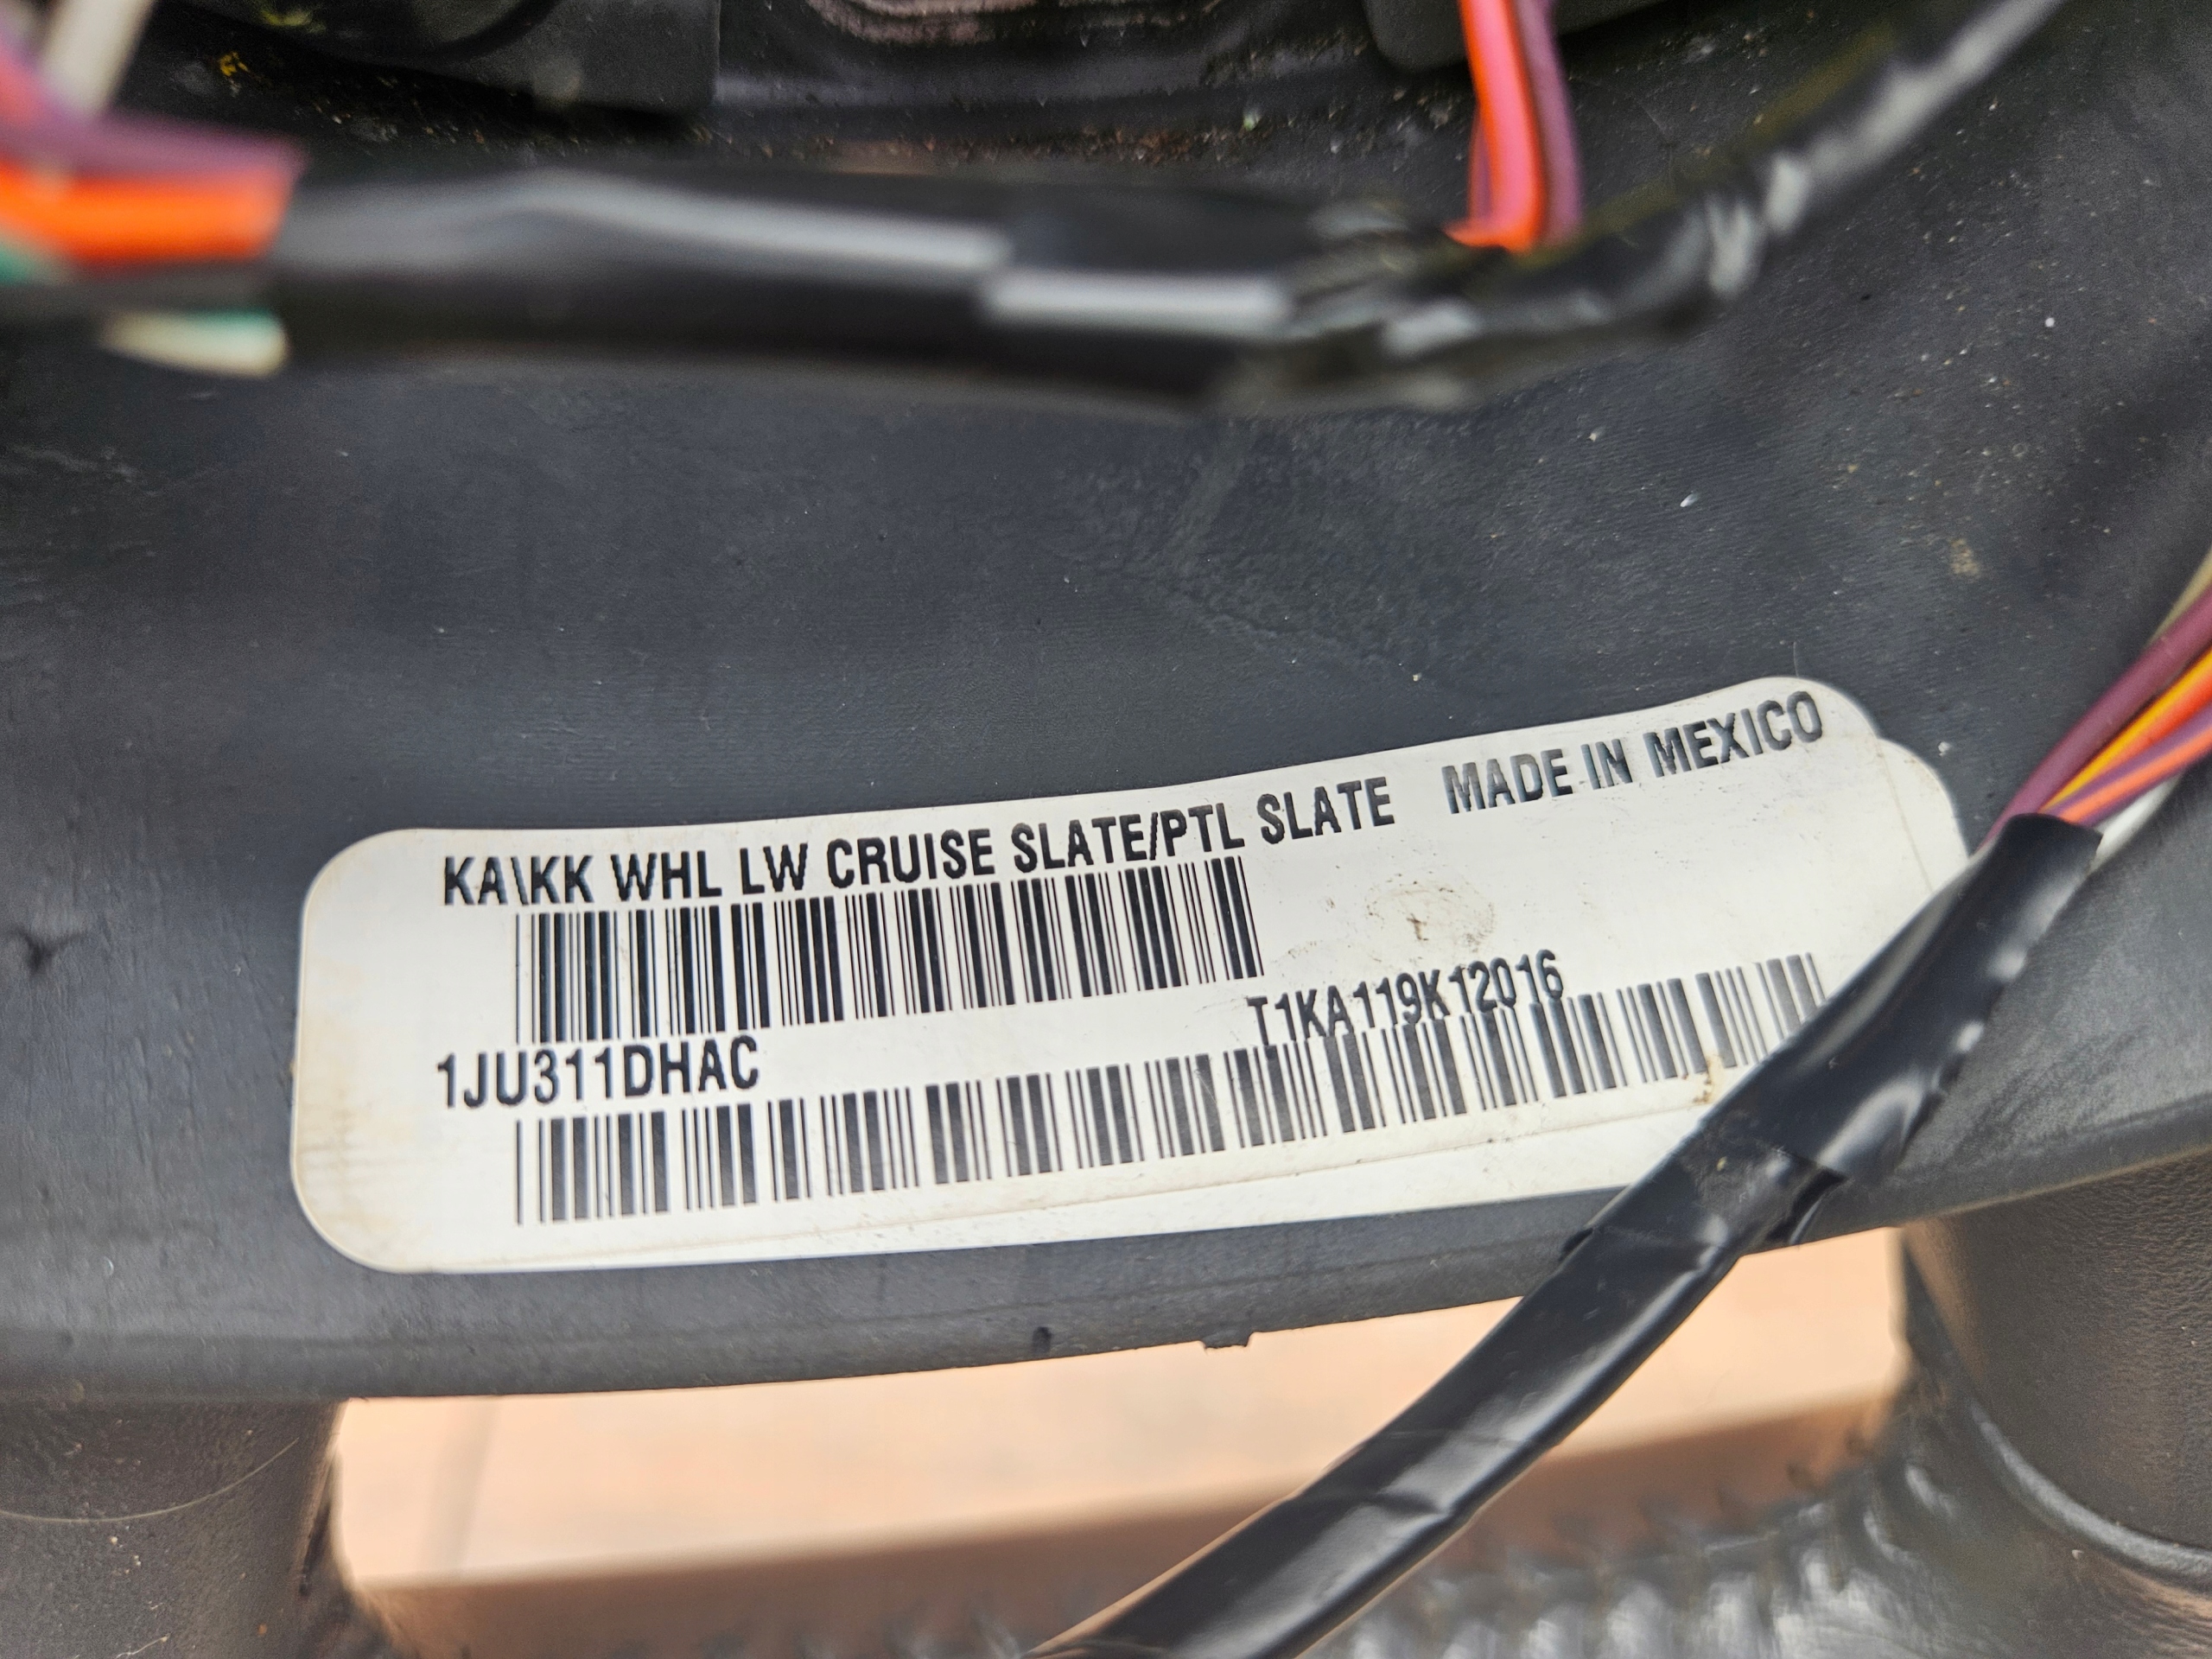 KA\KK WHL LW CRUISE SLATE/PTL SLATE MADE IN MEXICO
1JU311DHAC
T1KA119K12016